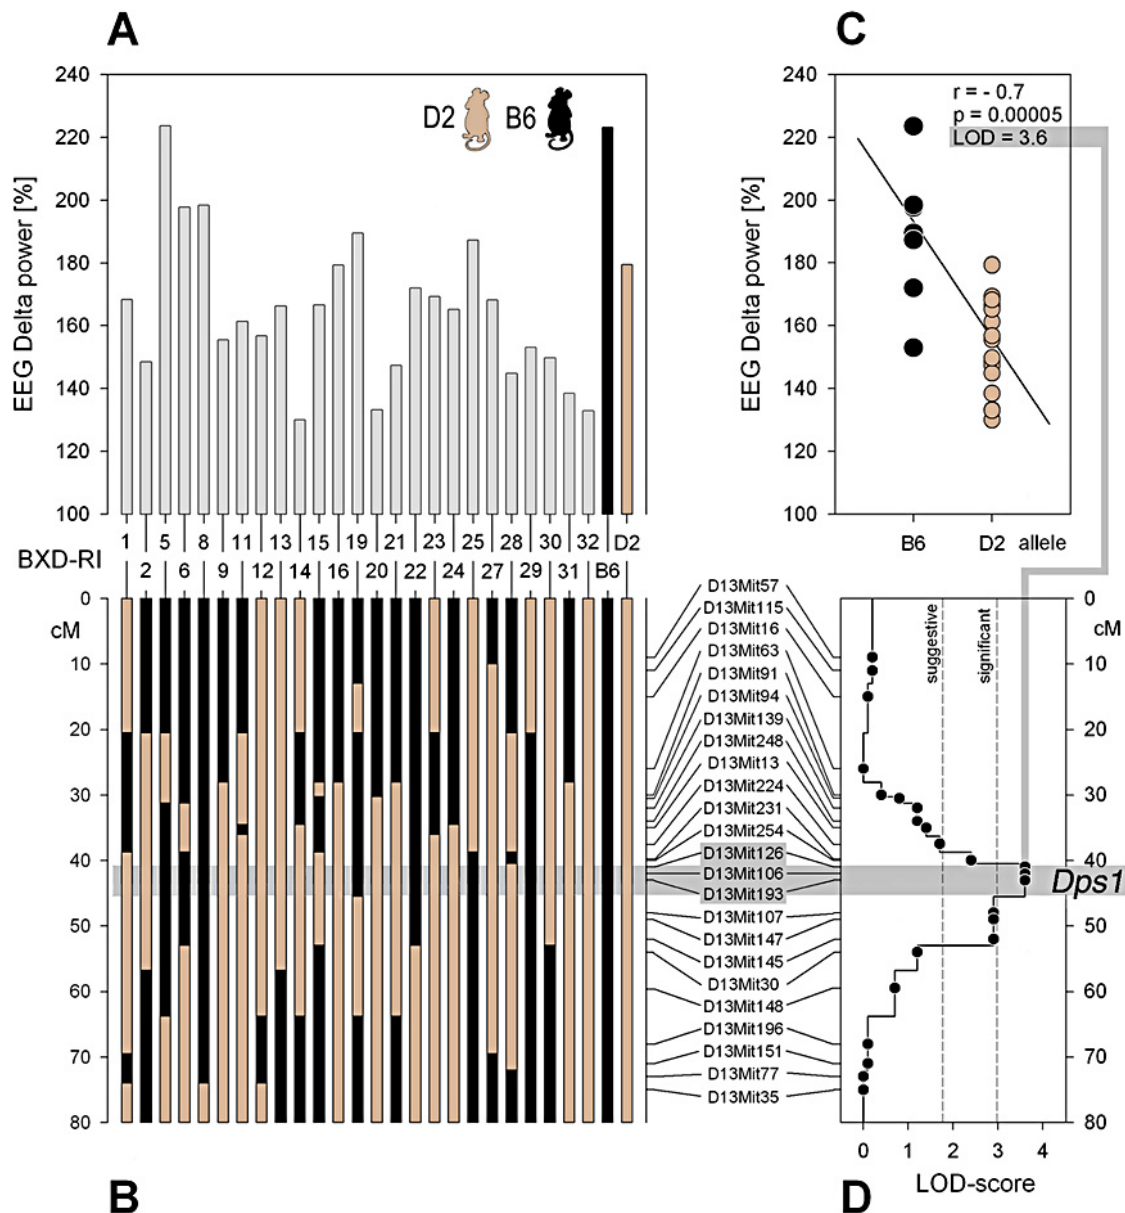 A
240
220
200
180
160
140
120
100
EEG Delta power [%]
D2 B6
1 5 8 11 13 15 19 21 23 25 28 30 32 D2
BXD-RI
2 6 9 12 14 16 20 22 24 27 29 31 B6
C
240
220
200
180
160
140
120
100
EEG Delta power [%]
r = - 0.7
p = 0.00005
LOD = 3.6
B6 D2 allele
0
cM
10
20
30
40
50
60
70
80
B
D13Mit57
D13Mit115
D13Mit16
D13Mit63
D13Mit91
D13Mit94
D13Mit139
D13Mit248
D13Mit13
D13Mit224
D13Mit231
D13Mit254
D13Mit126
D13Mit106
D13Mit193
D13Mit107
D13Mit147
D13Mit145
D13Mit30
D13Mit148
D13Mit196
D13Mit151
D13Mit77
D13Mit35
suggestive
significant
0
cM
10
20
30
40
Dps1
50
60
70
80
0 1 2 3 4
LOD-score
D